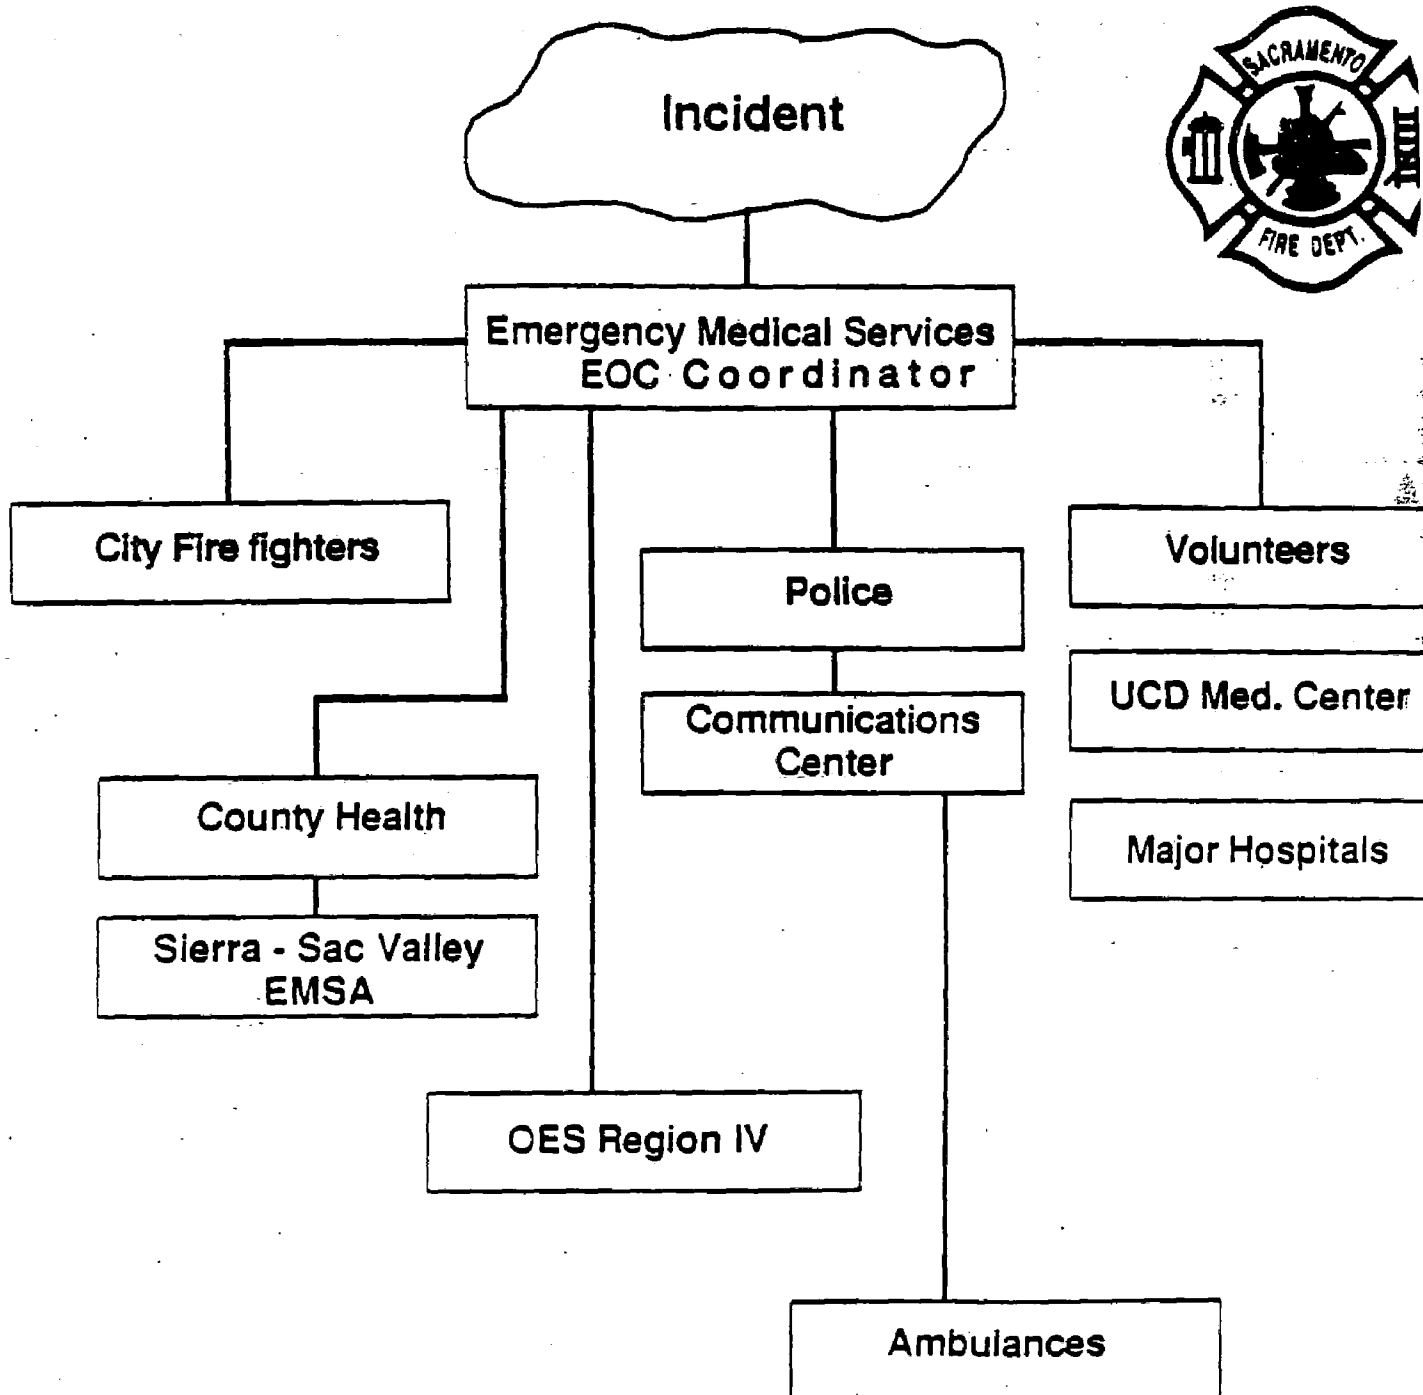 Incident
SACRAMENTO
FIRE DEPT.
Emergency Medical Services
EOC Coordinator
City Fire fighters
Police
Volunteers
Communications
Center
UCD Med. Center
County Health
Major Hospitals
Sierra - Sac Valley
EMSA
OES Region IV
Ambulances